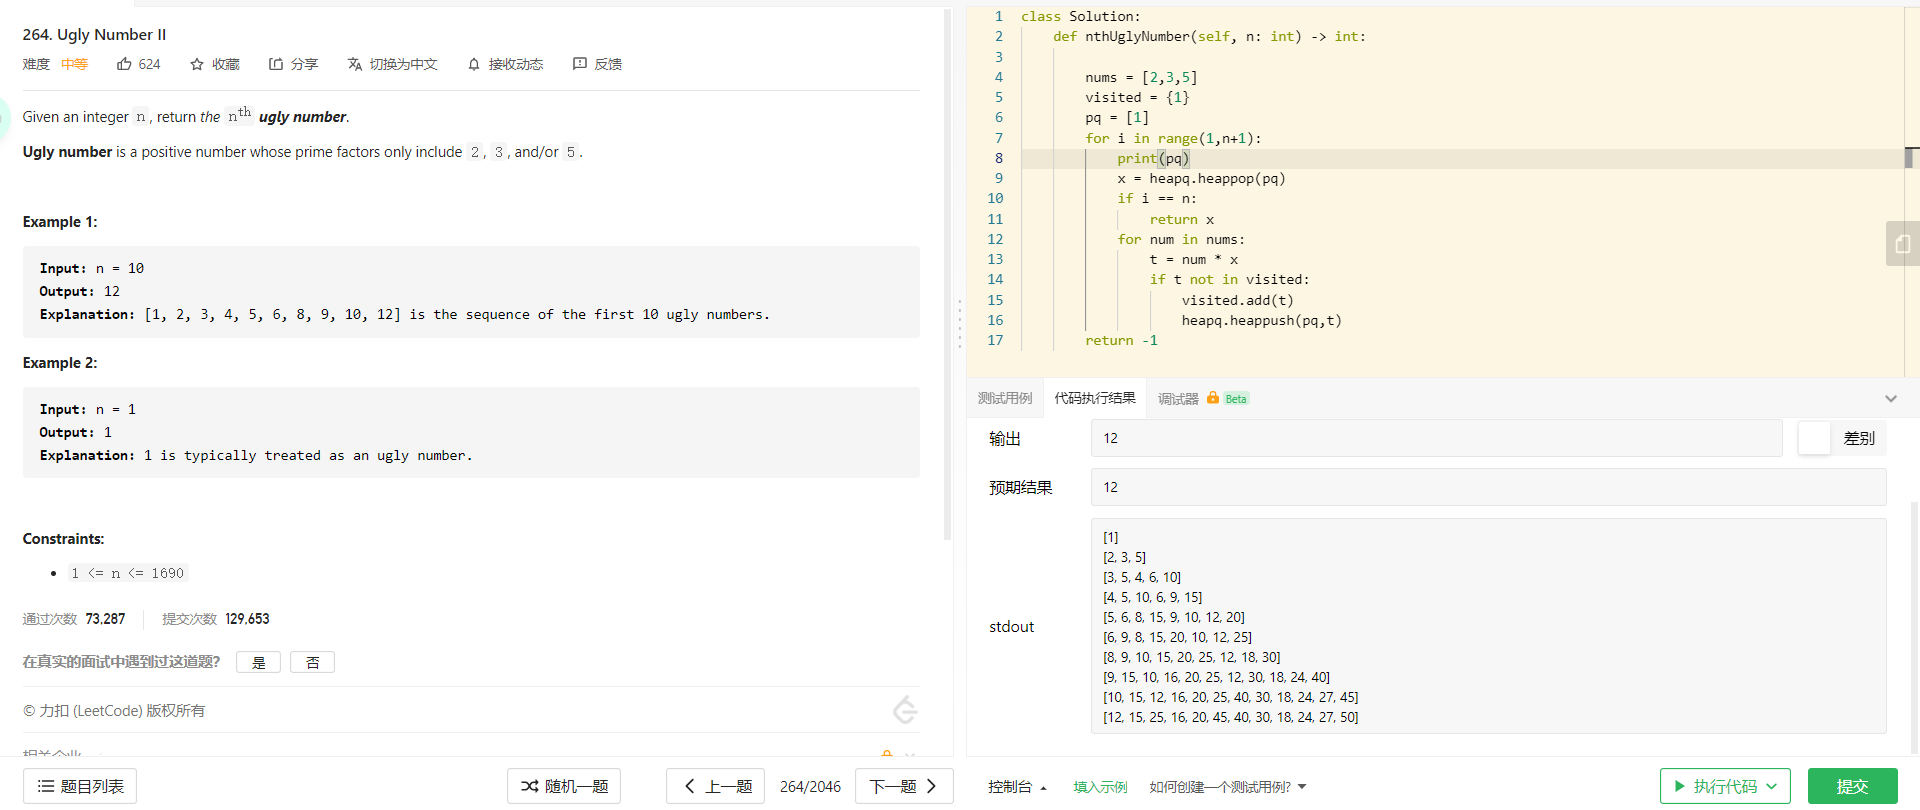 264. Ugly Number II
难度 中等 624 收藏 分享 切换为中文 接收动态 反馈
Given an integer n, return the nth ugly number.
Ugly number is a positive number whose prime factors only include 2, 3, and/or 5.
Example 1:
Input: n = 10
Output: 12
Explanation: [1, 2, 3, 4, 5, 6, 8, 9, 10, 12] is the sequence of the first 10 ugly numbers.
Example 2:
Input: n = 1
Output: 1
Explanation: 1 is typically treated as an ugly number.
Constraints:
• 1 <= n <= 1690
通过次数 73,287 提交次数 129,653
在真实的面试中遇到过这道题? 是 否
© 力扣 (LeetCode) 版权所有
相关企业
题目列表 随机一题 上一题 264/2046 下一题
1 class Solution:
2 def nthUglyNumber(self, n: int) -> int:
3
4 nums = [2,3,5]
5 visited = {1}
6 pq = [1]
7 for i in range(1,n+1):
8 print(pq)
9 x = heapq.heappop(pq)
10 if i == n:
11 return x
12 for num in nums:
13 t = num * x
14 if t not in visited:
15 visited.add(t)
16 heapq.heappush(pq,t)
17 return -1
测试用例 代码执行结果 调试器 Beta
输出 12 差别
预期结果 12
stdout
[1]
[2, 3, 5]
[3, 5, 4, 6, 10]
[4, 5, 10, 6, 9, 15]
[5, 6, 8, 15, 9, 10, 12, 20]
[6, 9, 8, 15, 20, 10, 12, 25]
[8, 9, 10, 15, 20, 25, 12, 18, 30]
[9, 15, 10, 16, 20, 25, 12, 30, 18, 24, 40]
[10, 15, 12, 16, 20, 25, 40, 30, 18, 24, 27, 45]
[12, 15, 25, 16, 20, 45, 40, 30, 18, 24, 27, 50]
控制台 填入示例 如何创建一个测试用例? 执行代码 提交